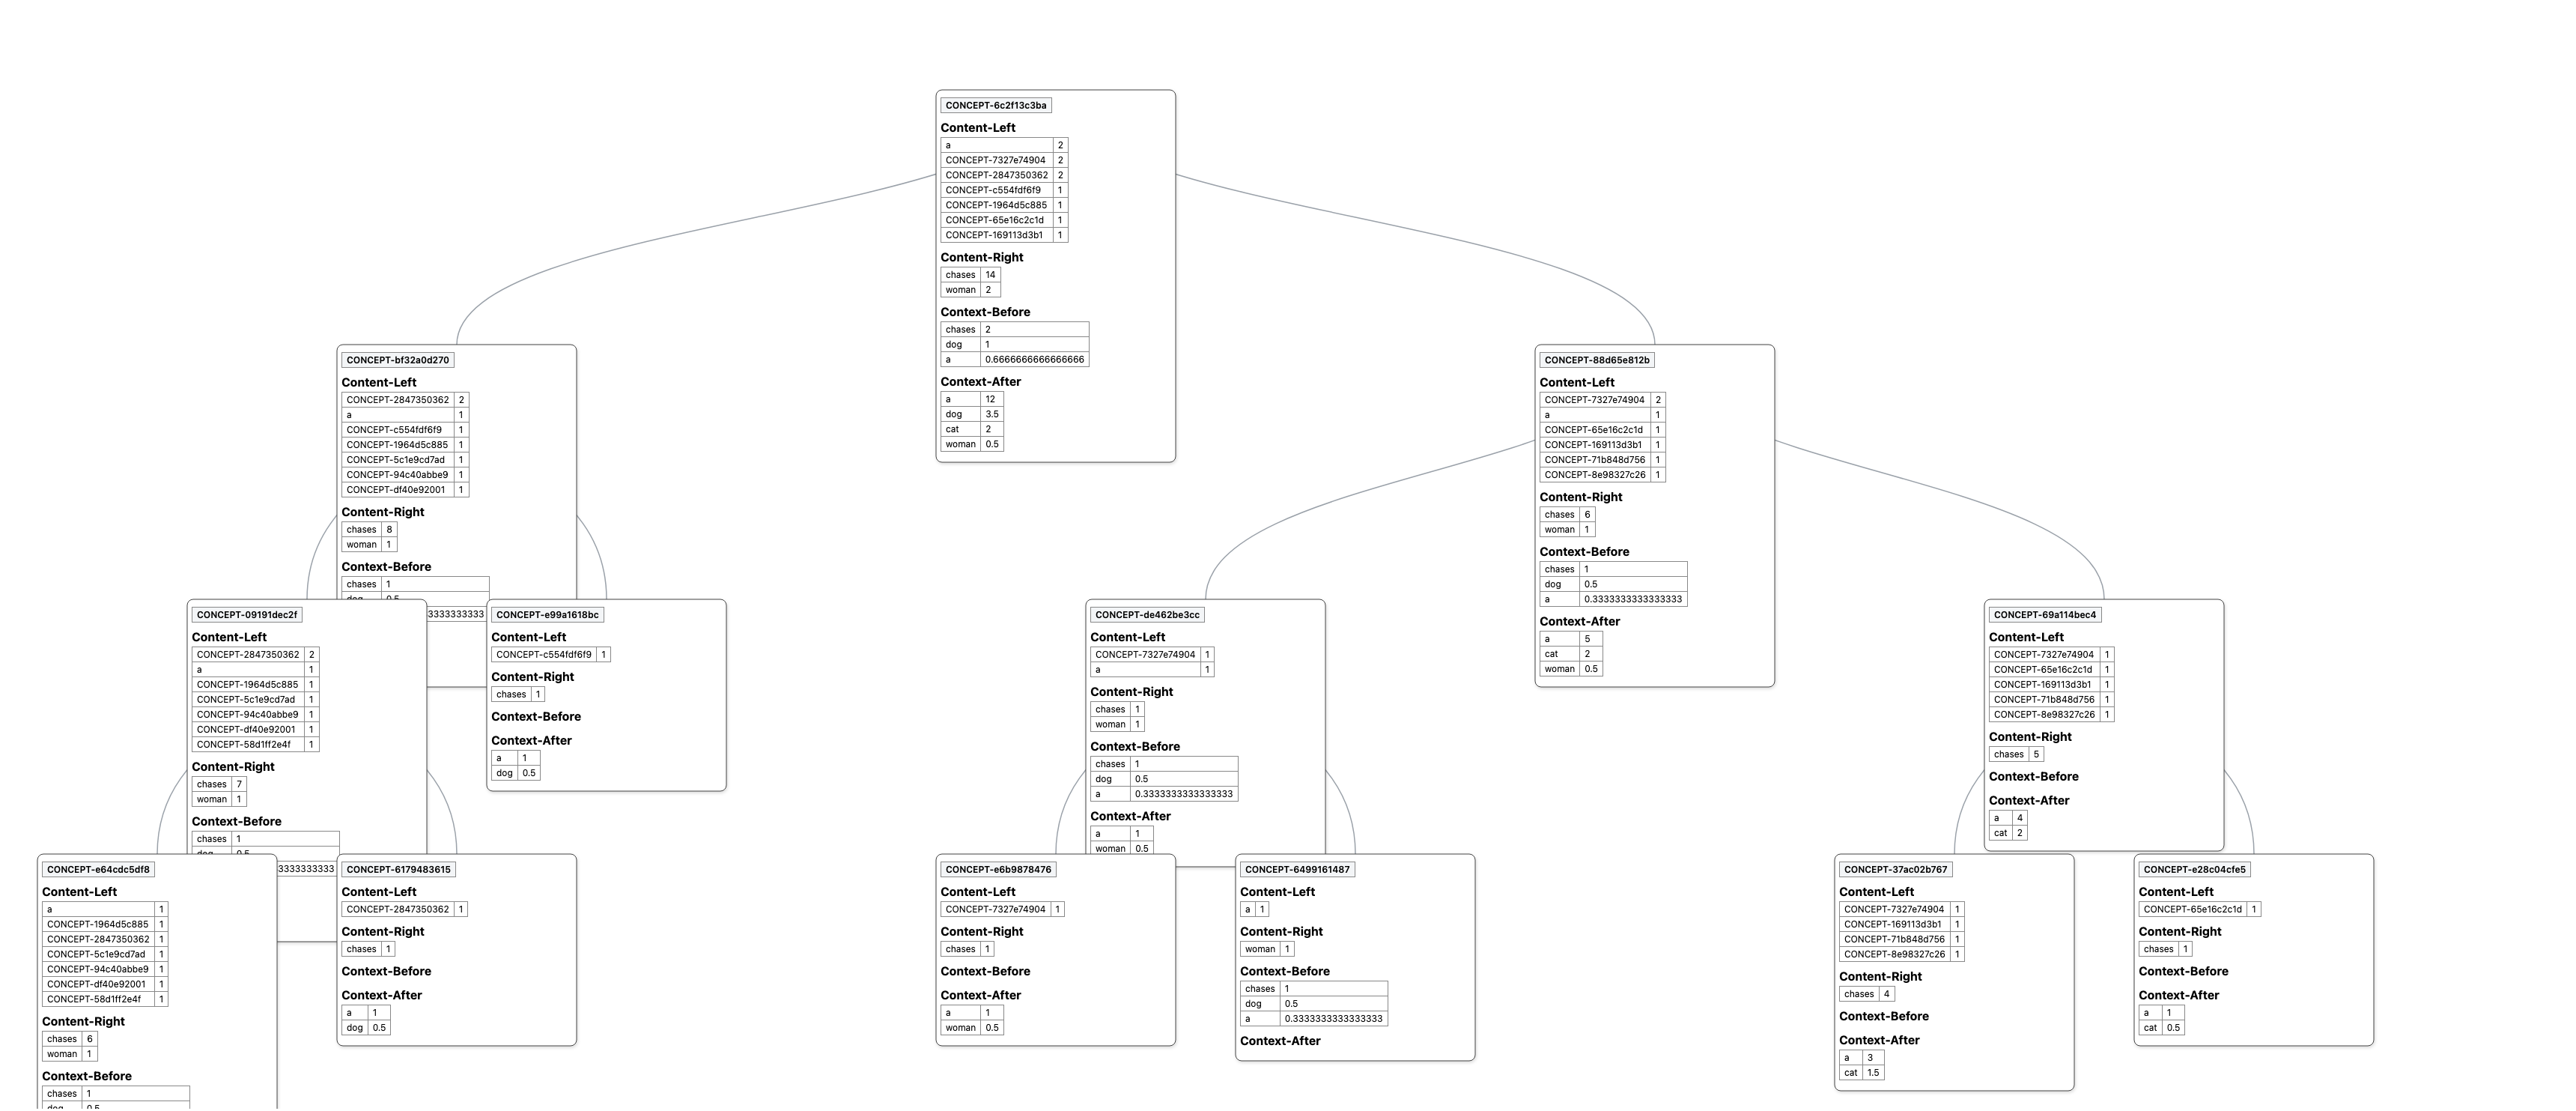 CONCEPT-6c2f13c3ba
Content-Left
a 2
CONCEPT-7327e74904 2
CONCEPT-2847350362 2
CONCEPT-c554fdf6f9 1
CONCEPT-1964d5c885 1
CONCEPT-65e16c2c1d 1
CONCEPT-169113d3b1 1
Content-Right
chases 14
woman 2
Context-Before
chases 2
dog 1
a 0.6666666666666666
Context-After
a 12
dog 3.5
cat 2
woman 0.5
CONCEPT-bf32a0d270
Content-Left
CONCEPT-2847350362 2
a 1
CONCEPT-c554fdf6f9 1
CONCEPT-1964d5c885 1
CONCEPT-5c1e9cd7ad 1
CONCEPT-94c40abbe9 1
CONCEPT-df40e92001 1
Content-Right
chases 8
woman 1
Context-Before
chases 1
dog 0.5
3333333333
CONCEPT-88d65e812b
Content-Left
CONCEPT-7327e74904 2
a 1
CONCEPT-65e16c2c1d 1
CONCEPT-169113d3b1 1
CONCEPT-71b848d756 1
CONCEPT-8e98327c26 1
Content-Right
chases 6
woman 1
Context-Before
chases 1
dog 0.5
a 0.3333333333333333
Context-After
a 5
cat 2
woman 0.5
CONCEPT-09191dec2f
Content-Left
CONCEPT-2847350362 2
a 1
CONCEPT-1964d5c885 1
CONCEPT-5c1e9cd7ad 1
CONCEPT-94c40abbe9 1
CONCEPT-df40e92001 1
CONCEPT-58d1ff2e4f 1
Content-Right
chases 7
woman 1
Context-Before
chases 1
dog 0.5
3333333333
CONCEPT-e99a1618bc
Content-Left
CONCEPT-c554fdf6f9 1
Content-Right
chases 1
Context-Before
Context-After
a 1
dog 0.5
CONCEPT-de462be3cc
Content-Left
CONCEPT-7327e74904 1
a 1
Content-Right
chases 1
woman 1
Context-Before
chases 1
dog 0.5
a 0.3333333333333333
Context-After
a 1
woman 0.5
CONCEPT-69a114bec4
Content-Left
CONCEPT-7327e74904 1
CONCEPT-65e16c2c1d 1
CONCEPT-169113d3b1 1
CONCEPT-71b848d756 1
CONCEPT-8e98327c26 1
Content-Right
chases 5
Context-Before
Context-After
a 4
cat 2
CONCEPT-e64cdc5df8
Content-Left
a 1
CONCEPT-1964d5c885 1
CONCEPT-2847350362 1
CONCEPT-5c1e9cd7ad 1
CONCEPT-94c40abbe9 1
CONCEPT-df40e92001 1
CONCEPT-58d1ff2e4f 1
Content-Right
chases 6
woman 1
Context-Before
chases 1
dog 0.5
CONCEPT-6179483615
Content-Left
CONCEPT-2847350362 1
Content-Right
chases 1
Context-Before
Context-After
a 1
dog 0.5
CONCEPT-e6b9878476
Content-Left
CONCEPT-7327e74904 1
Content-Right
chases 1
Context-Before
Context-After
a 1
woman 0.5
CONCEPT-6499161487
Content-Left
a 1
Content-Right
woman 1
Context-Before
chases 1
dog 0.5
a 0.3333333333333333
Context-After
CONCEPT-37ac02b767
Content-Left
CONCEPT-7327e74904 1
CONCEPT-169113d3b1 1
CONCEPT-71b848d756 1
CONCEPT-8e98327c26 1
Content-Right
chases 4
Context-Before
Context-After
a 3
cat 1.5
CONCEPT-e28c04cfe5
Content-Left
CONCEPT-65e16c2c1d 1
Content-Right
chases 1
Context-Before
Context-After
a 1
cat 0.5